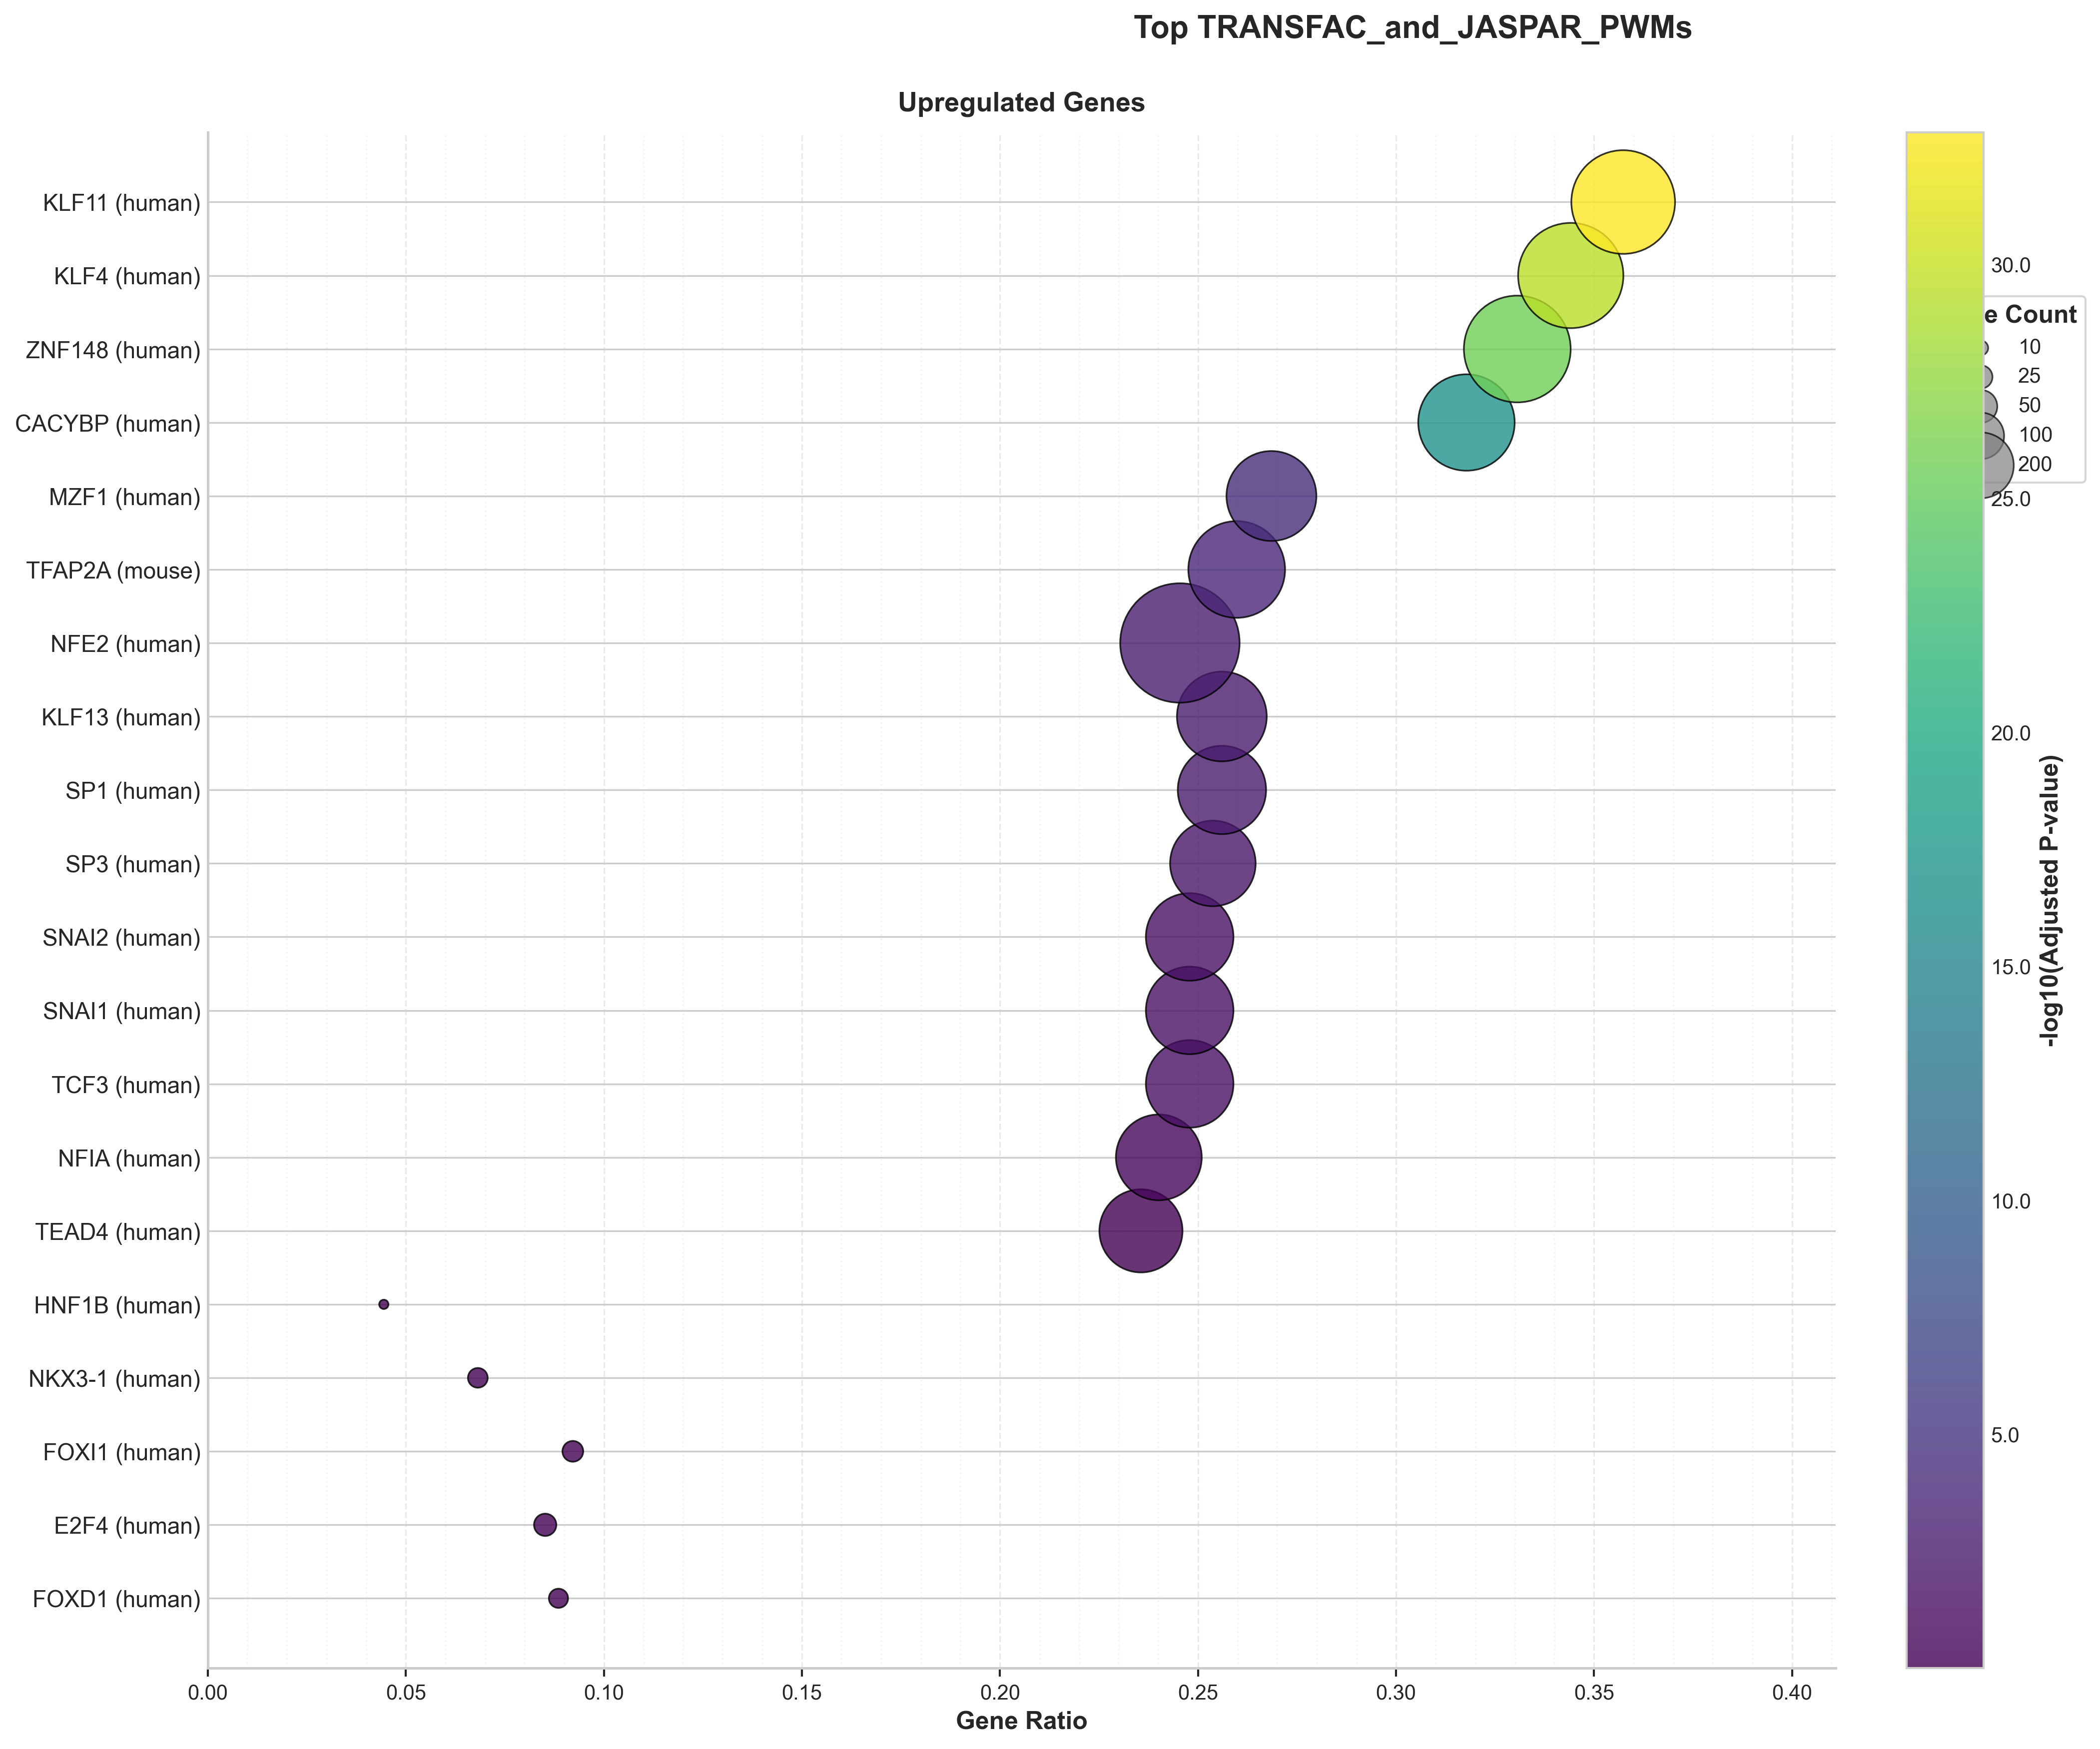 Top TRANSFAC_and_JASPAR_PWMs
Upregulated Genes
KLF11 (human)
KLF4 (human)
ZNF148 (human)
CACYBP (human)
MZF1 (human)
TFAP2A (mouse)
NFE2 (human)
KLF13 (human)
SP1 (human)
SP3 (human)
SNAI2 (human)
SNAI1 (human)
TCF3 (human)
NFIA (human)
TEAD4 (human)
HNF1B (human)
NKX3-1 (human)
FOXI1 (human)
E2F4 (human)
FOXD1 (human)
0.00 0.05 0.10 0.15 0.20 0.25 0.30 0.35 0.40
Gene Ratio
30.0
e Count
10
25
50
100
200
25.0
20.0
15.0
10.0
5.0
-log10(Adjusted P-value)